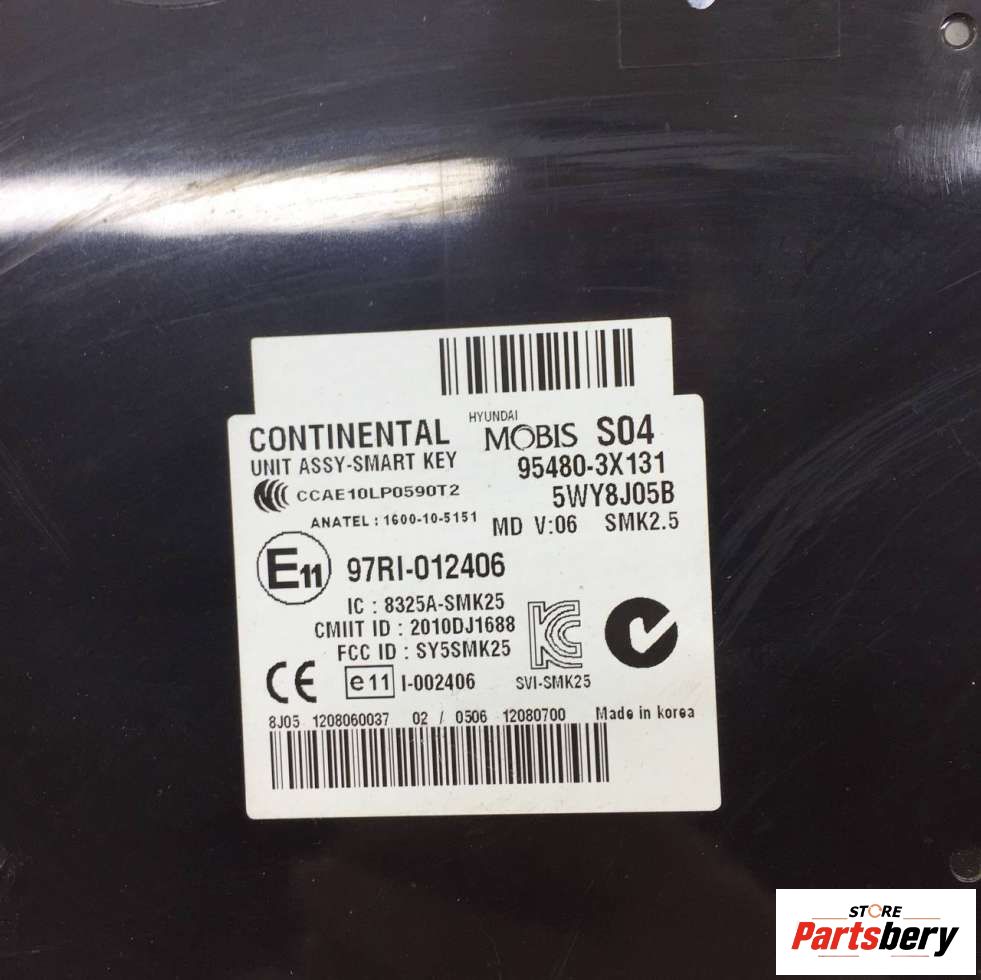 CONTINENTAL HYUNDAI MOBIS S04
UNIT ASSY-SMART KEY 95480-3X131
CCAE10LP0590T2 5WY8J05B
ANATEL : 1600-10-5151 MD V:06 SMK2.5
E11 97RI-012406
IC : 8325A-SMK25
CMIIT ID : 2010DJ1688
FCC ID : SY5SMK25
CE e11 I-002406 SVI-SMK25
8J05 1208060037 02 / 0506 12080700 Made in korea
STORE
Partsbery